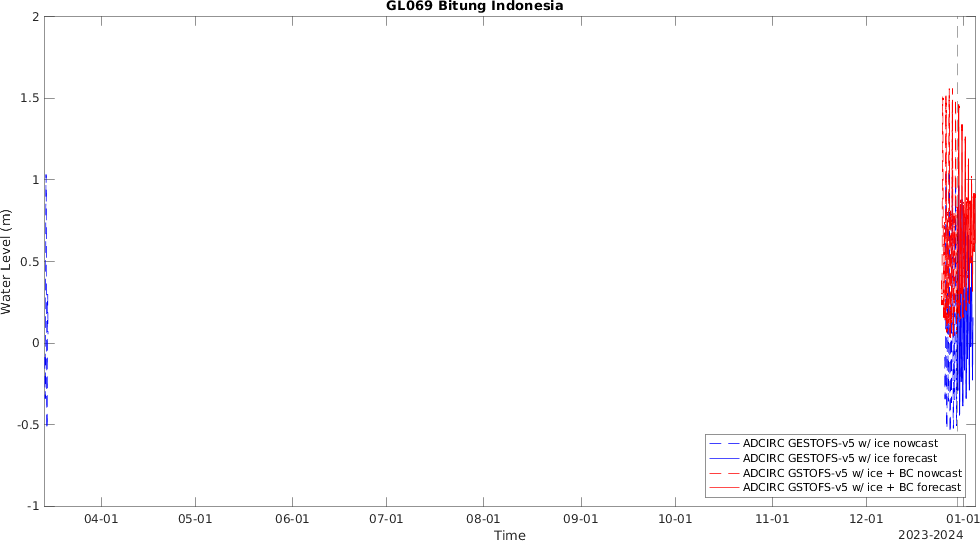 GL069 Bitung Indonesia
2
1.5
1
0.5
0
-0.5
-1
Water Level (m)
04-01 05-01 06-01 07-01 08-01 09-01 10-01 11-01 12-01 01-01
Time
2023-2024
ADCIRC GESTOFS-v5 w/ ice nowcast
ADCIRC GESTOFS-v5 w/ ice forecast
ADCIRC GSTOFS-v5 w/ ice + BC nowcast
ADCIRC GSTOFS-v5 w/ ice + BC forecast